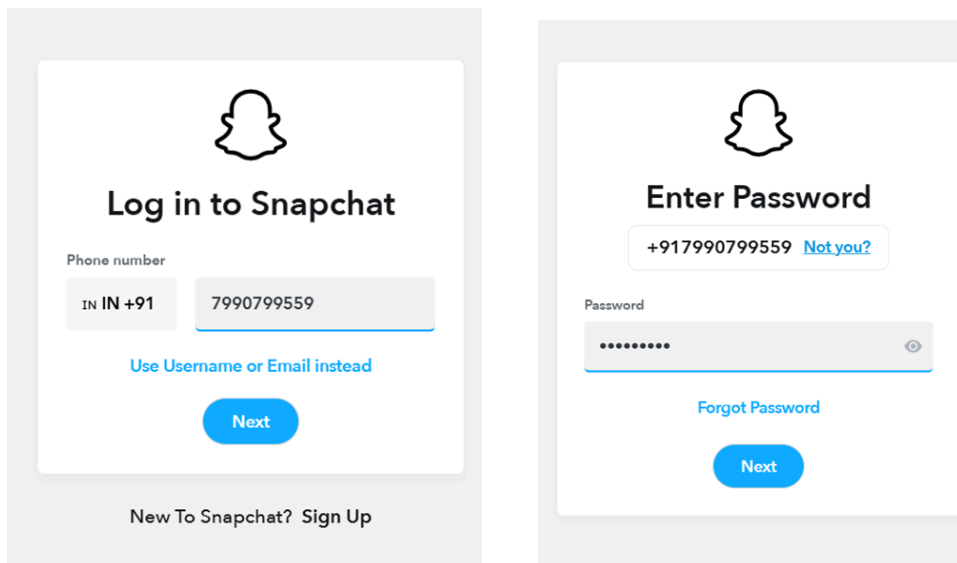 Log in to Snapchat
Phone number
IN IN +91 7990799559
Use Username or Email instead
Next
New To Snapchat? Sign Up
Enter Password
+917990799559 Not you?
Password
•••••••••
Forgot Password
Next